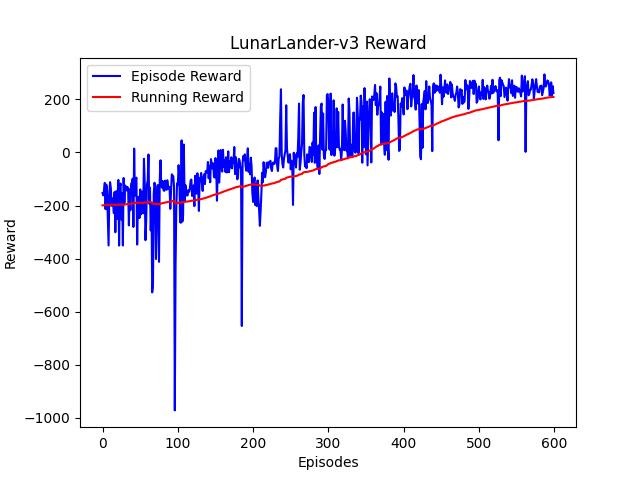 LunarLander-v3 Reward
Episode Reward
Running Reward
Reward
200
0
−200
−400
−600
−800
−1000
0 100 200 300 400 500 600
Episodes